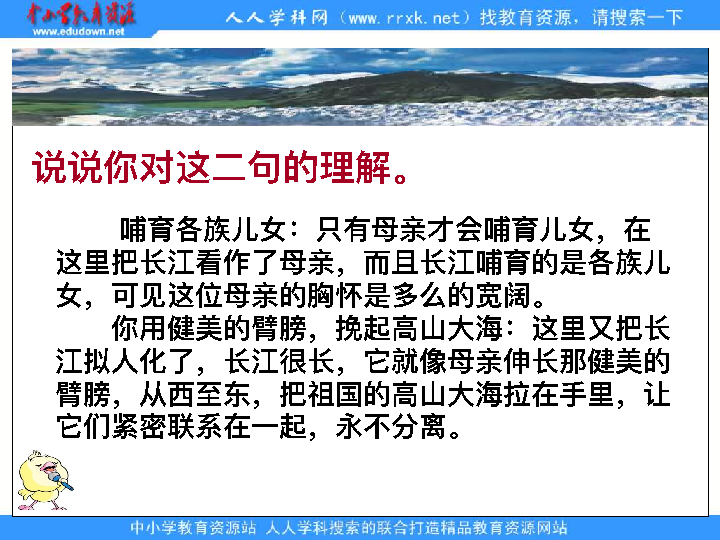 中小学教育资源
www.edudown.net
人人学科网（www.rrxk.net）找教育资源，请搜索一下
说说你对这二句的理解。
哺育各族儿女：只有母亲才会哺育儿女，在
这里把长江看作了母亲，而且长江哺育的是各族儿
女，可见这位母亲的胸怀是多么的宽阔。
你用健美的臂膀，挽起高山大海：这里又把长
江拟人化了，长江很长，它就像母亲伸长那健美的
臂膀，从西至东，把祖国的高山大海拉在手里，让
它们紧密联系在一起，永不分离。
中小学教育资源站 人人学科搜索的联合打造精品教育资源网站